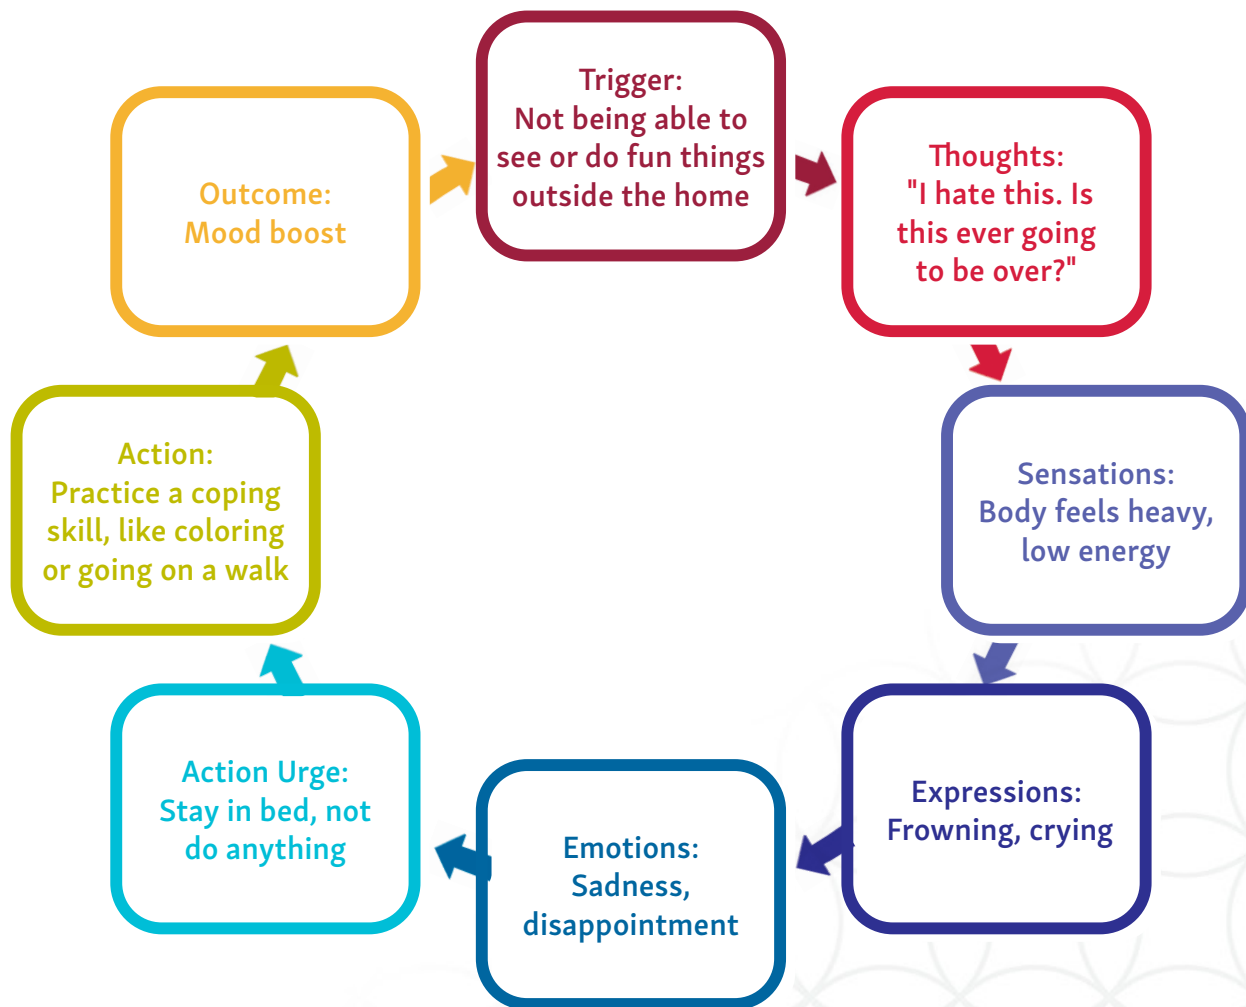 Trigger:
Not being able to
see or do fun things
outside the home
Thoughts:
"I hate this. Is
this ever going
to be over?"
Sensations:
Body feels heavy,
low energy
Expressions:
Frowning, crying
Emotions:
Sadness,
disappointment
Action Urge:
Stay in bed, not
do anything
Action:
Practice a coping
skill, like coloring
or going on a walk
Outcome:
Mood boost